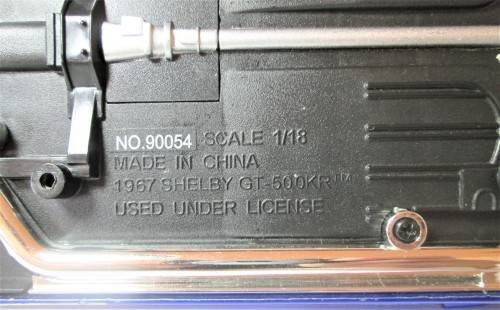 NO.90054 SCALE 1/18
MADE IN CHINA
1967 SHELBY GT-500KR™
USED UNDER LICENSE